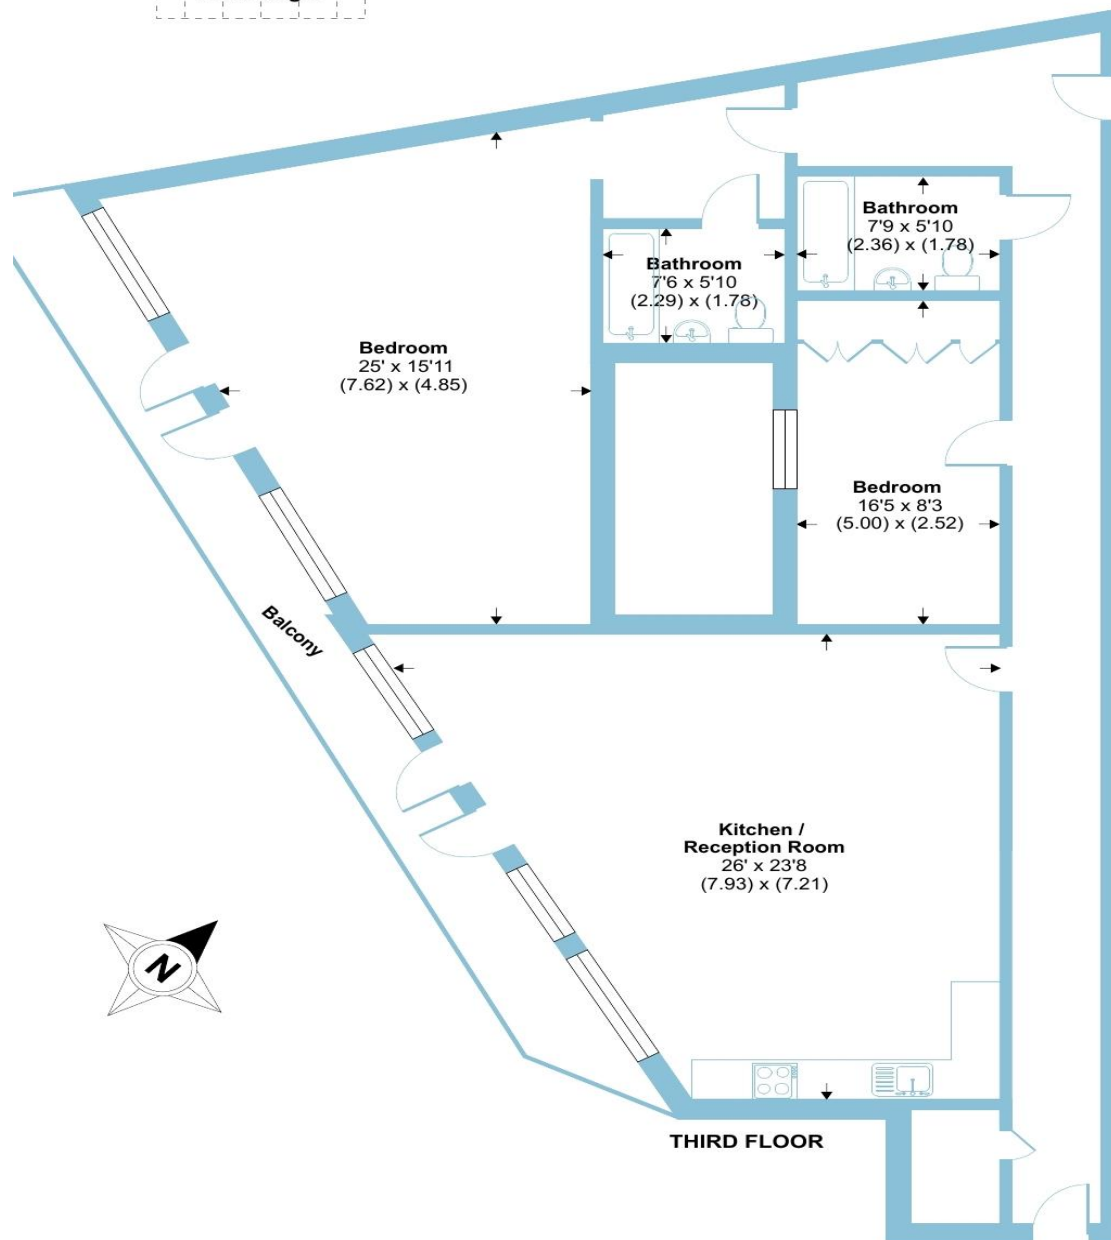 Bathroom
7'9 x 5'10
(2.36) x (1.78)
Bathroom
7'6 x 5'10
(2.29) x (1.78)
Bedroom
25' x 15'11
(7.62) x (4.85)
Bedroom
16'5 x 8'3
(5.00) x (2.52)
Balcony
Kitchen /
Reception Room
26' x 23'8
(7.93) x (7.21)
N
THIRD FLOOR